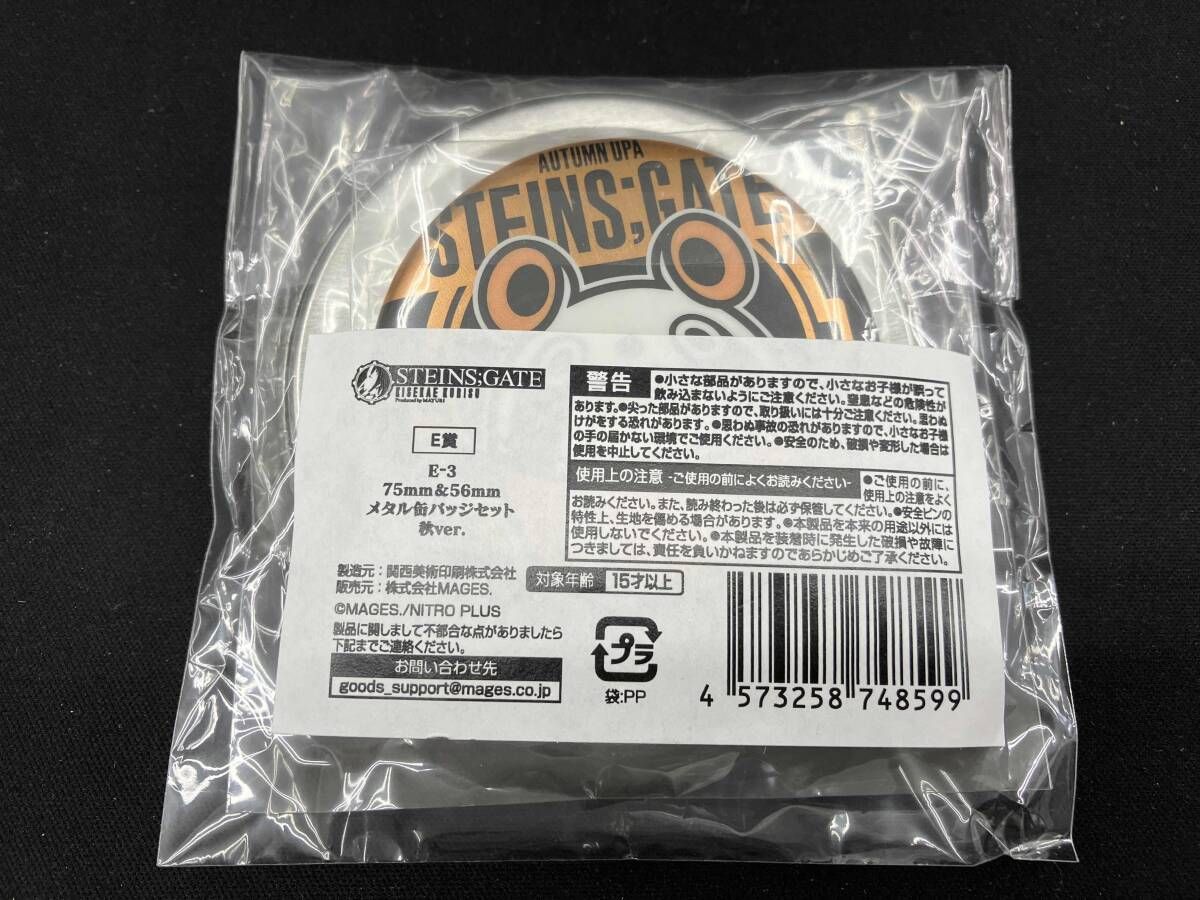 AUTUMN UPA
STEINS;GATE
STEINS;GATE
KISEKAE KURISU
Produced by MAYURI
E賞
E-3
75mm&56mm
メタル缶バッジセット
秋ver.
製造元：関西美術印刷株式会社
販売元：株式会社MAGES.
©MAGES./NITRO PLUS
製品に関しまして不都合な点がありましたら
下記までご連絡ください。
お問い合わせ先
goods_support@mages.co.jp
警告 ●小さな部品がありますので、小さなお子様が誤って
飲み込まないようにご注意ください。窒息などの危険性が
あります。●尖った部品がありますので、取り扱いには十分ご注意ください。思わぬ
けがをする恐れがあります。●思わぬ事故の恐れがありますので、小さなお子様
の手の届かない環境でご使用ください。●安全のため、破損や変形した場合は
使用を中止してください。
使用上の注意 -ご使用の前によくお読みください- ●ご使用の前に、
使用上の注意をよく
お読みください。また、読み終わった後は必ず保管してください。●安全ピンの
特性上、生地を傷める場合があります。●本製品を本来の用途以外には
使用しないでください。●本製品を装着時に発生した破損や故障に
つきましては、責任を負いかねますのであらかじめご了承ください。
対象年齢 15才以上
プラ
袋:PP
4 573258 748599